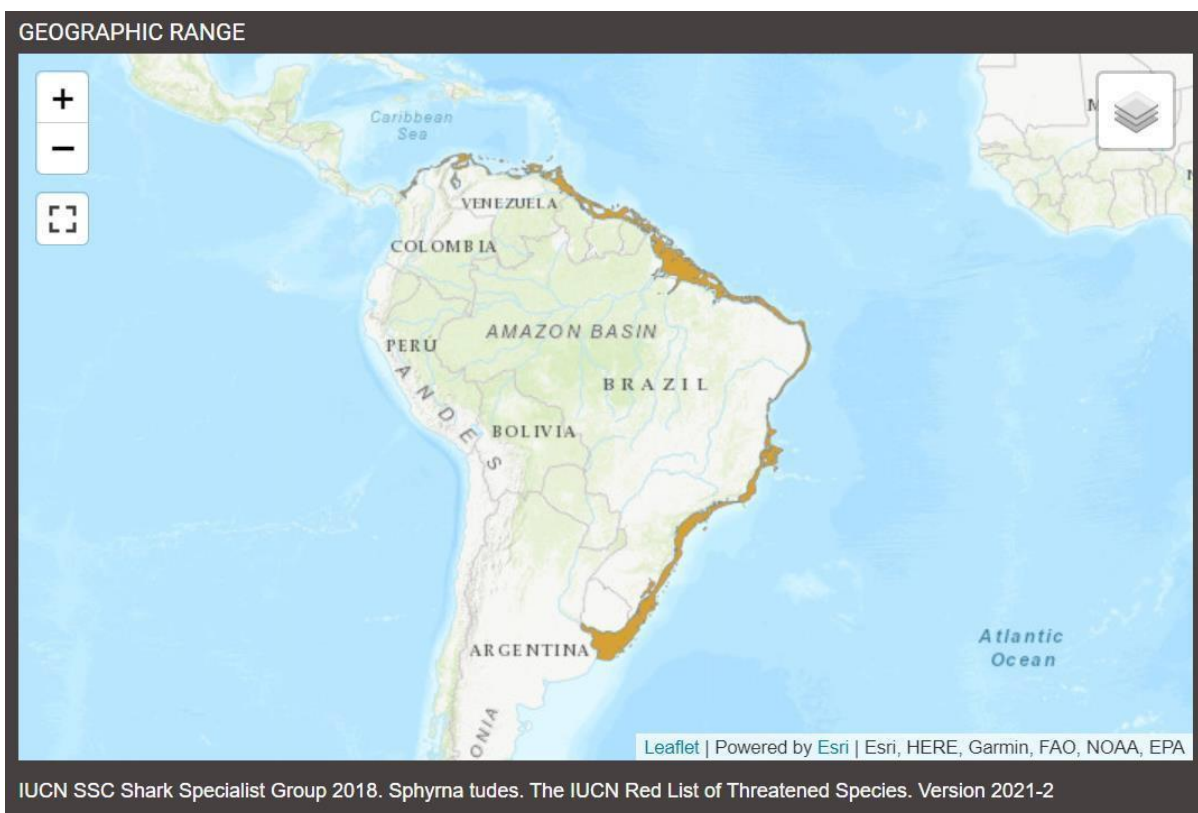 GEOGRAPHIC RANGE
+
−
Caribbean
Sea
M
VENEZUELA
COLOMBIA
AMAZON BASIN
PERÚ
BRAZIL
ANDES
BOLIVIA
ARGENTINA
Atlantic
Ocean
ONIA
Leaflet | Powered by Esri | Esri, HERE, Garmin, FAO, NOAA, EPA
IUCN SSC Shark Specialist Group 2018. Sphyrna tudes. The IUCN Red List of Threatened Species. Version 2021-2